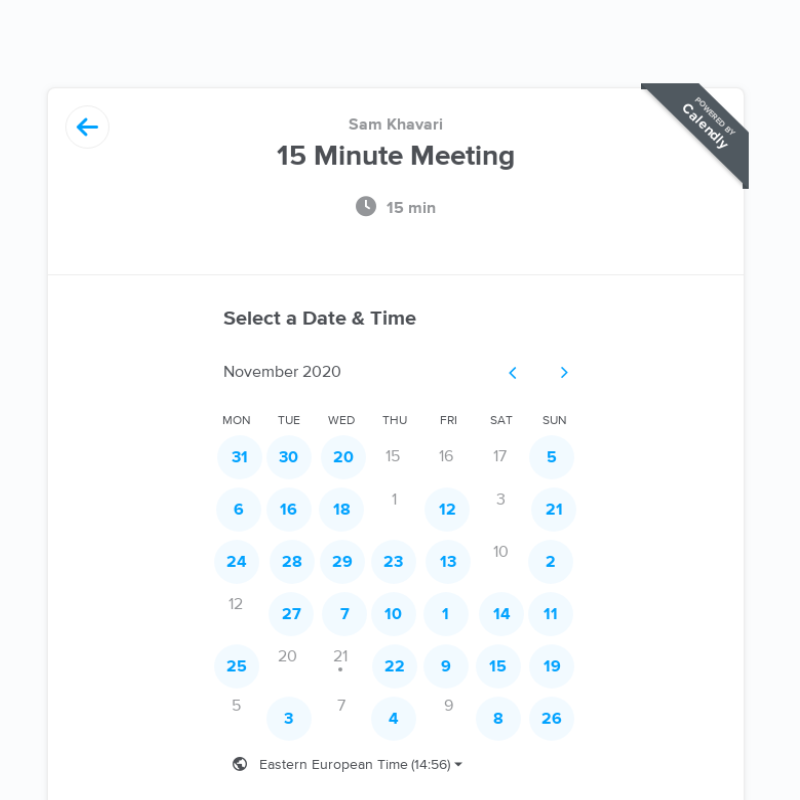 POWERED BY
Calendly
Sam Khavari
15 Minute Meeting
15 min
Select a Date & Time
November 2020
MON TUE WED THU FRI SAT SUN
31 30 20 15 16 17 5
6 16 18 1 12 3 21
24 28 29 23 13 10 2
12 27 7 10 1 14 11
25 20 21 22 9 15 19
5 3 7 4 9 8 26
Eastern European Time (14:56)